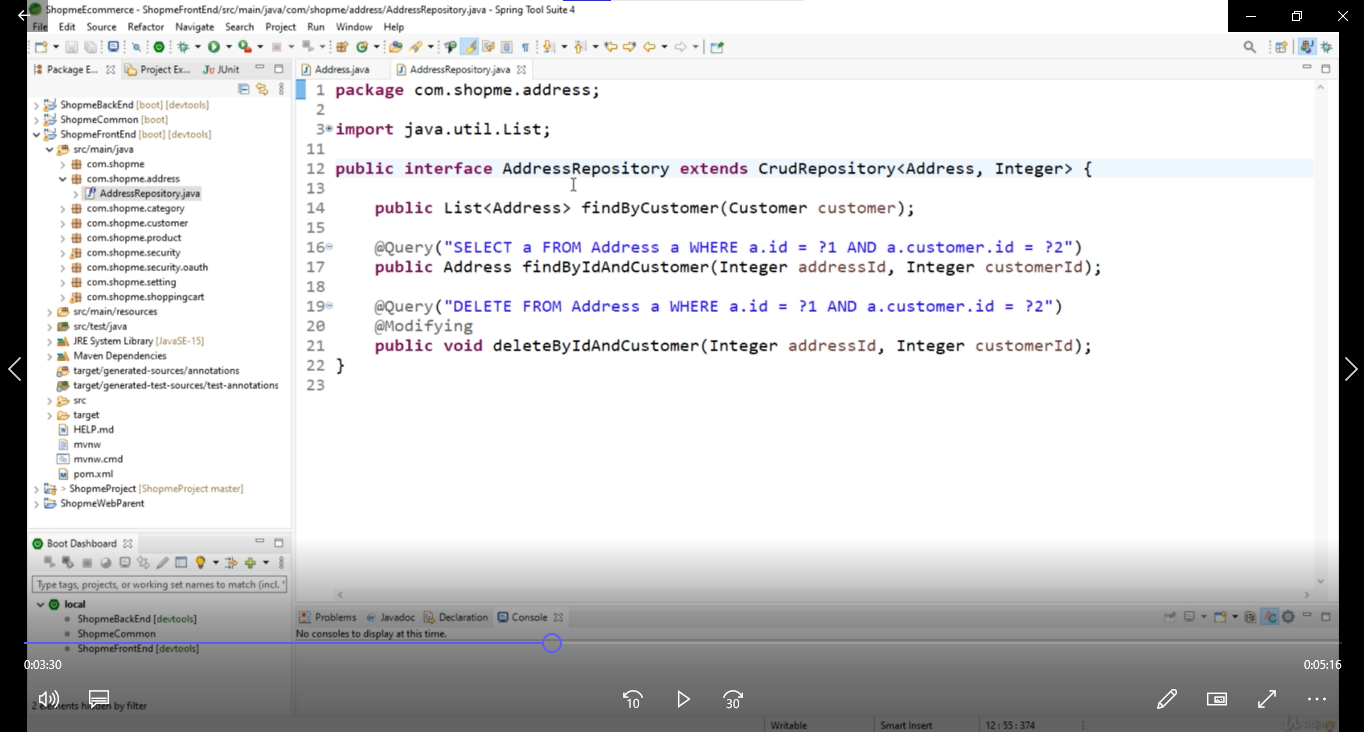 ShopmeEcommerce - ShopmeFrontEnd/src/main/java/com/shopme/address/AddressRepository.java - Spring Tool Suite 4
File Edit Source Refactor Navigate Search Project Run Window Help
Package E... Project Ex... JUnit
Address.java AddressRepository.java
ShopmeBackEnd [boot] [devtools]
ShopmeCommon [boot]
ShopmeFrontEnd [boot] [devtools]
src/main/java
com.shopme
com.shopme.address
AddressRepository.java
com.shopme.category
com.shopme.customer
com.shopme.product
com.shopme.security
com.shopme.security.oauth
com.shopme.setting
com.shopme.shoppingcart
src/main/resources
src/test/java
JRE System Library [JavaSE-15]
Maven Dependencies
target/generated-sources/annotations
target/generated-test-sources/test-annotations
src
target
HELP.md
mvnw
mvnw.cmd
pom.xml
> ShopmeProject [ShopmeProject master]
ShopmeWebParent
1 package com.shopme.address;
2
3 import java.util.List;
11
12 public interface AddressRepository extends CrudRepository<Address, Integer> {
13
14 public List<Address> findByCustomer(Customer customer);
15
16 @Query("SELECT a FROM Address a WHERE a.id = ?1 AND a.customer.id = ?2")
17 public Address findByIdAndCustomer(Integer addressId, Integer customerId);
18
19 @Query("DELETE FROM Address a WHERE a.id = ?1 AND a.customer.id = ?2")
20 @Modifying
21 public void deleteByIdAndCustomer(Integer addressId, Integer customerId);
22 }
23
Boot Dashboard
Type tags, projects, or working set names to match (incl. *
local
ShopmeBackEnd [devtools]
ShopmeCommon
ShopmeFrontEnd [devtools]
Problems Javadoc Declaration Console
No consoles to display at this time.
0:03:30
0:05:16
10
30
hidden by filter
Writable Smart Insert 12 : 55 : 374